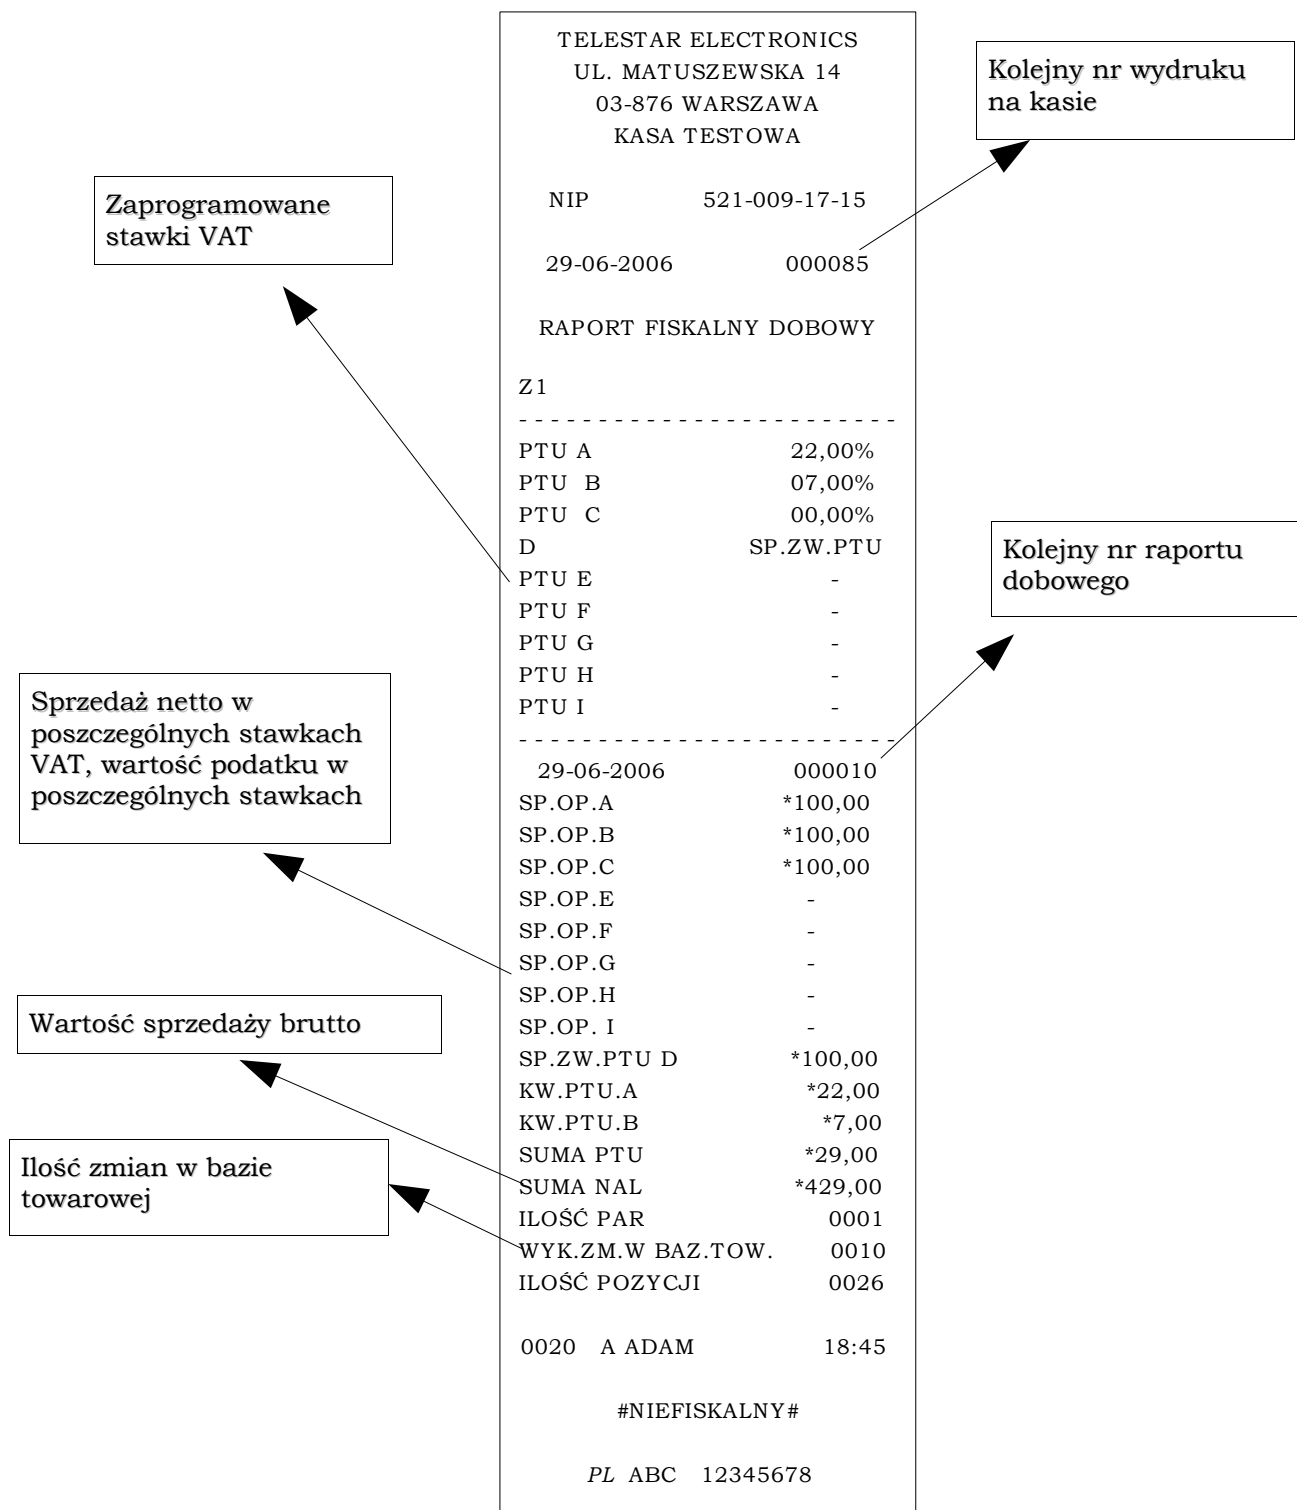 TELESTAR ELECTRONICS
UL. MATUSZEWSKA 14
03-876 WARSZAWA
KASA TESTOWA
Kolejny nr wydruku
na kasie
Zaprogramowane
stawki VAT
NIP 521-009-17-15
29-06-2006 000085
RAPORT FISKALNY DOBOWY
Z1
- - - - - - - - - - - - - - - - - - - - - - - -
PTU A 22,00%
PTU B 07,00%
PTU C 00,00%
D SP.ZW.PTU
PTU E -
PTU F -
PTU G -
PTU H -
PTU I -
- - - - - - - - - - - - - - - - - - - - - - - -
Kolejny nr raportu
dobowego
Sprzedaż netto w
poszczególnych stawkach
VAT, wartość podatku w
poszczególnych stawkach
29-06-2006 000010
SP.OP.A *100,00
SP.OP.B *100,00
SP.OP.C *100,00
SP.OP.E -
SP.OP.F -
SP.OP.G -
SP.OP.H -
SP.OP. I -
SP.ZW.PTU D *100,00
KW.PTU.A *22,00
KW.PTU.B *7,00
SUMA PTU *29,00
SUMA NAL *429,00
ILOŚĆ PAR 0001
WYK.ZM.W BAZ.TOW. 0010
ILOŚĆ POZYCJI 0026
Wartość sprzedaży brutto
Ilość zmian w bazie
towarowej
0020 A ADAM 18:45
#NIEFISKALNY#
PL ABC 12345678